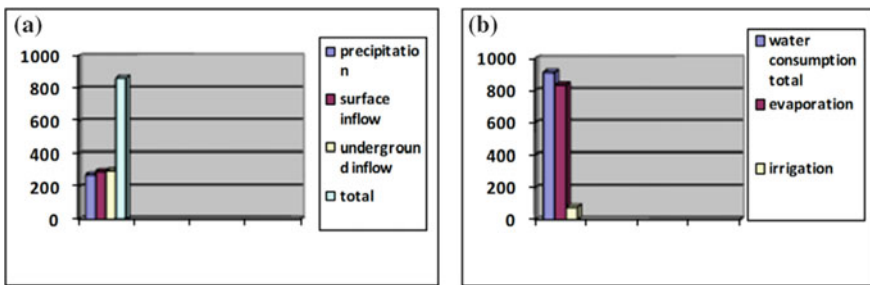 (a)
1000
800
600
400
200
0
precipitatio
n
surface
inflow
undergroun
d inflow
total
(b)
1000
800
600
400
200
0
water
consumption
total
evaporation
irrigation